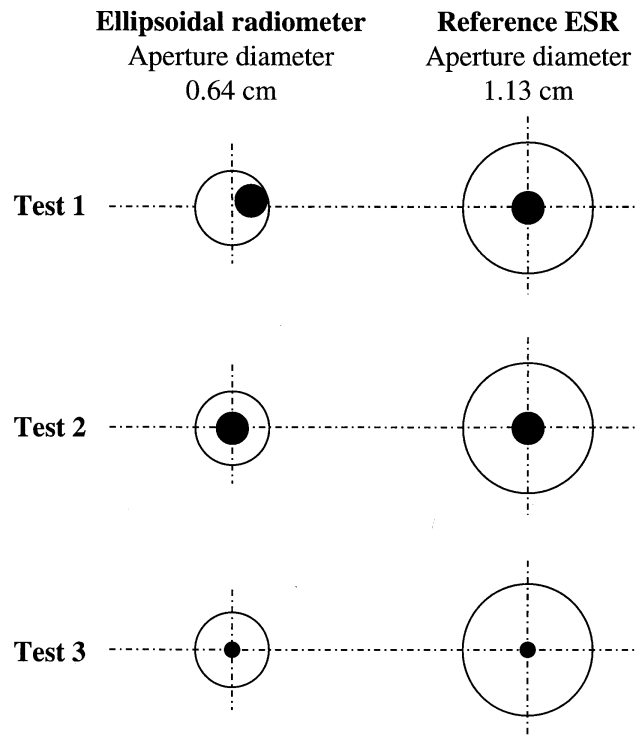 Ellipsoidal radiometer
Aperture diameter
0.64 cm
Reference ESR
Aperture diameter
1.13 cm
Test 1
Test 2
Test 3